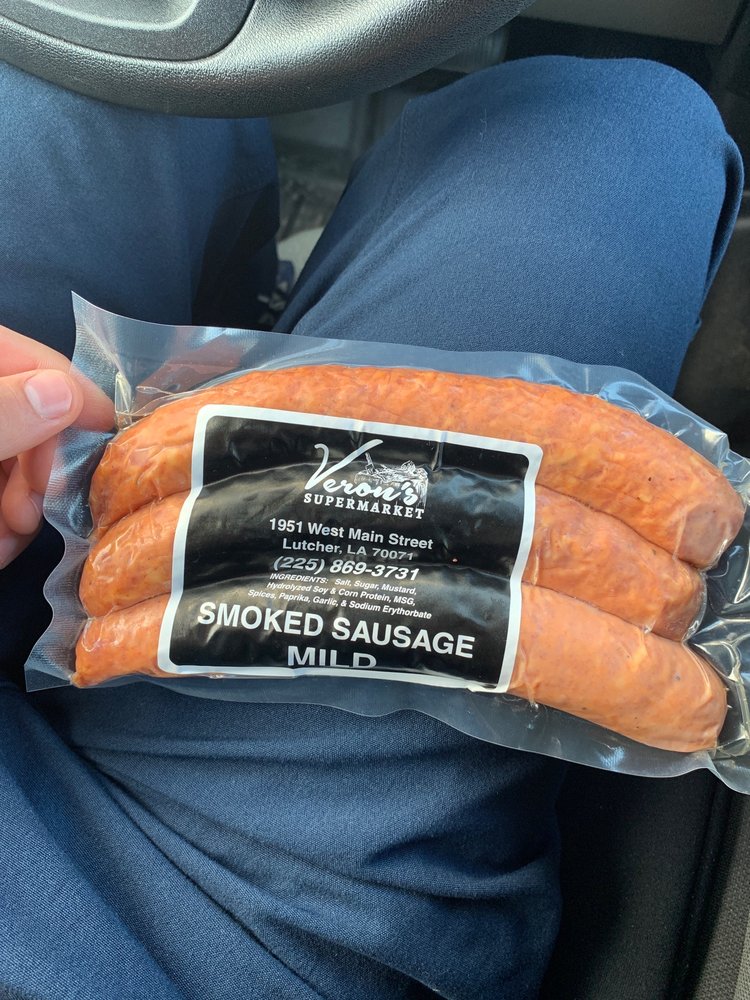 Veron's
SUPERMARKET
1951 West Main Street
Lutcher, LA 70071
(225) 869-3731
INGREDIENTS: Salt, Sugar, Mustard,
Hydrolyzed Soy & Corn Protein, MSG,
Spices, Paprika, Garlic, & Sodium Erythorbate
SMOKED SAUSAGE
MILD